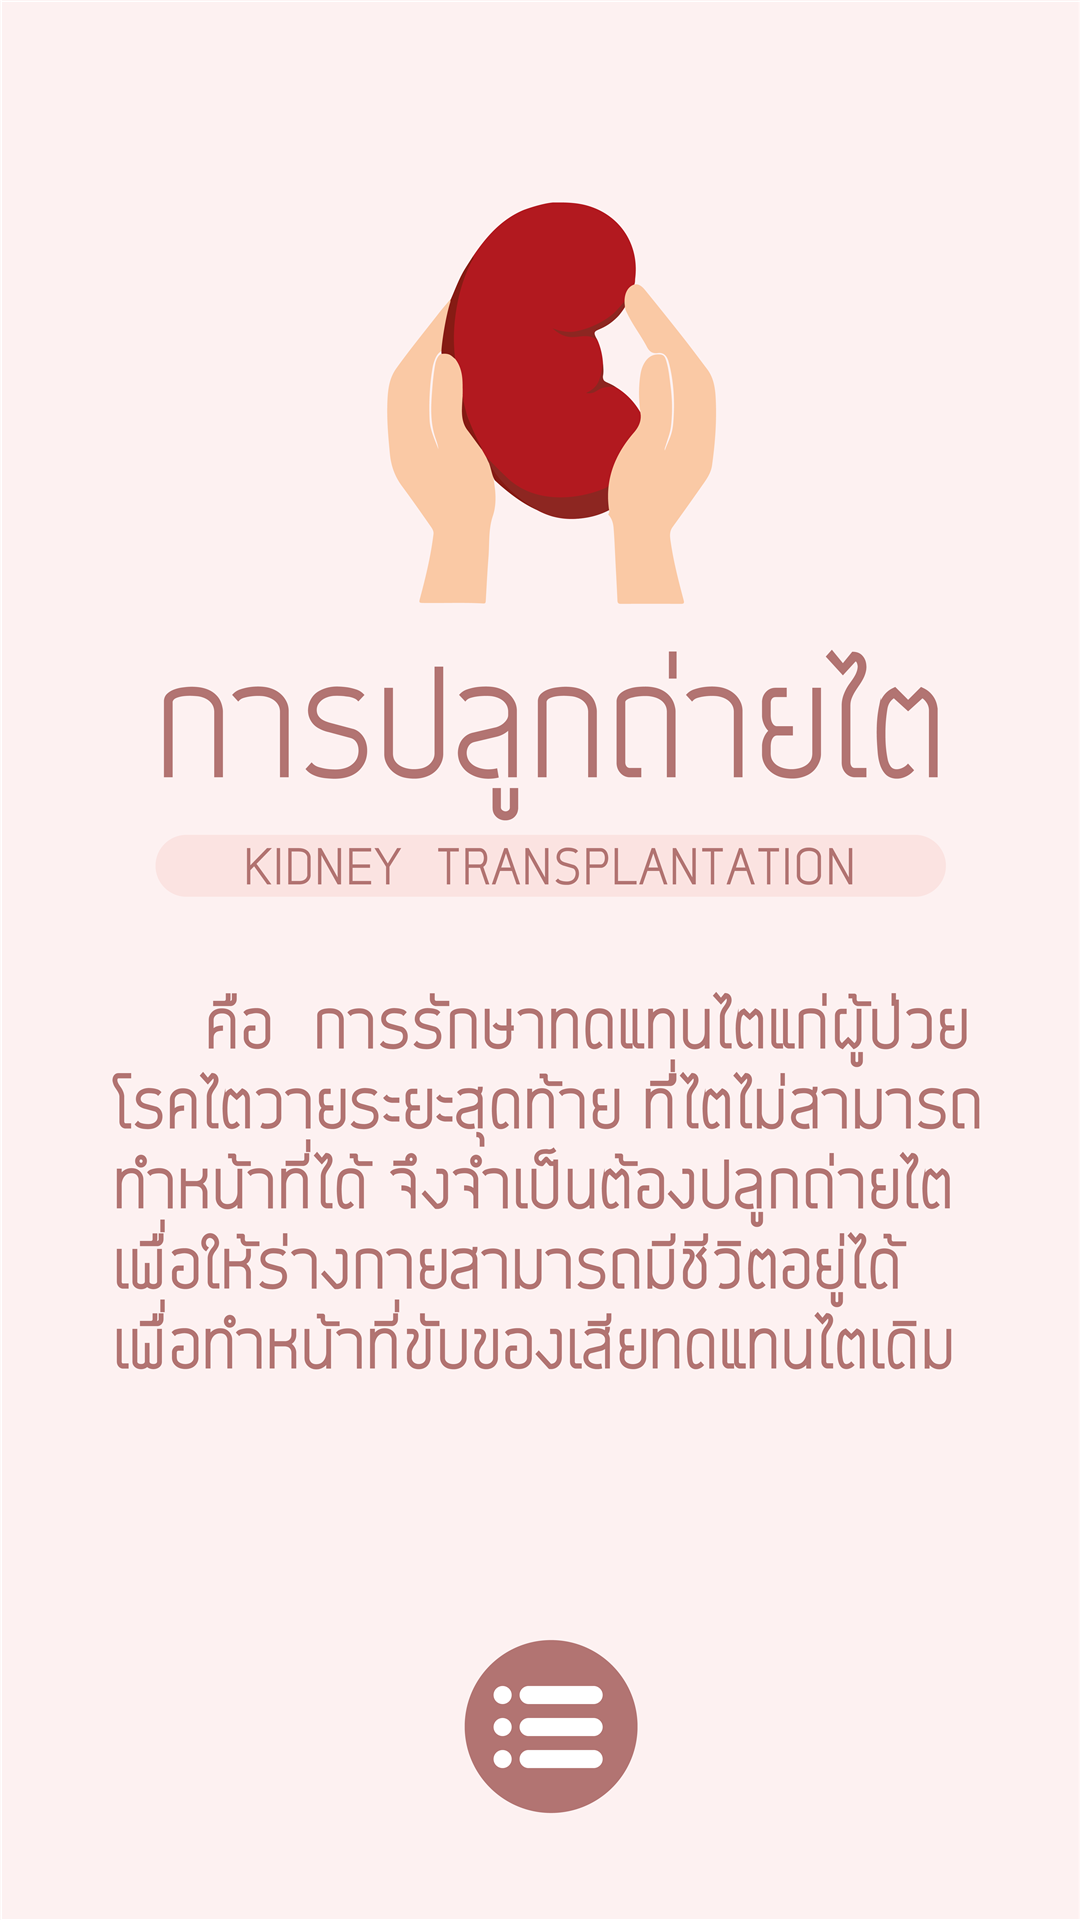 การปลูกถ่ายไต
KIDNEY TRANSPLANTATION
คือ การรักษาทดแทนไตแก่ผู้ป่วย
โรคไตวายระยะสุดท้าย ที่ไตไม่สามารถ
ทำหน้าที่ได้ จึงจำเป็นต้องปลูกถ่ายไต
เพื่อให้ร่างกายสามารถมีชีวิตอยู่ได้
เพื่อทำหน้าที่ขับของเสียทดแทนไตเดิม